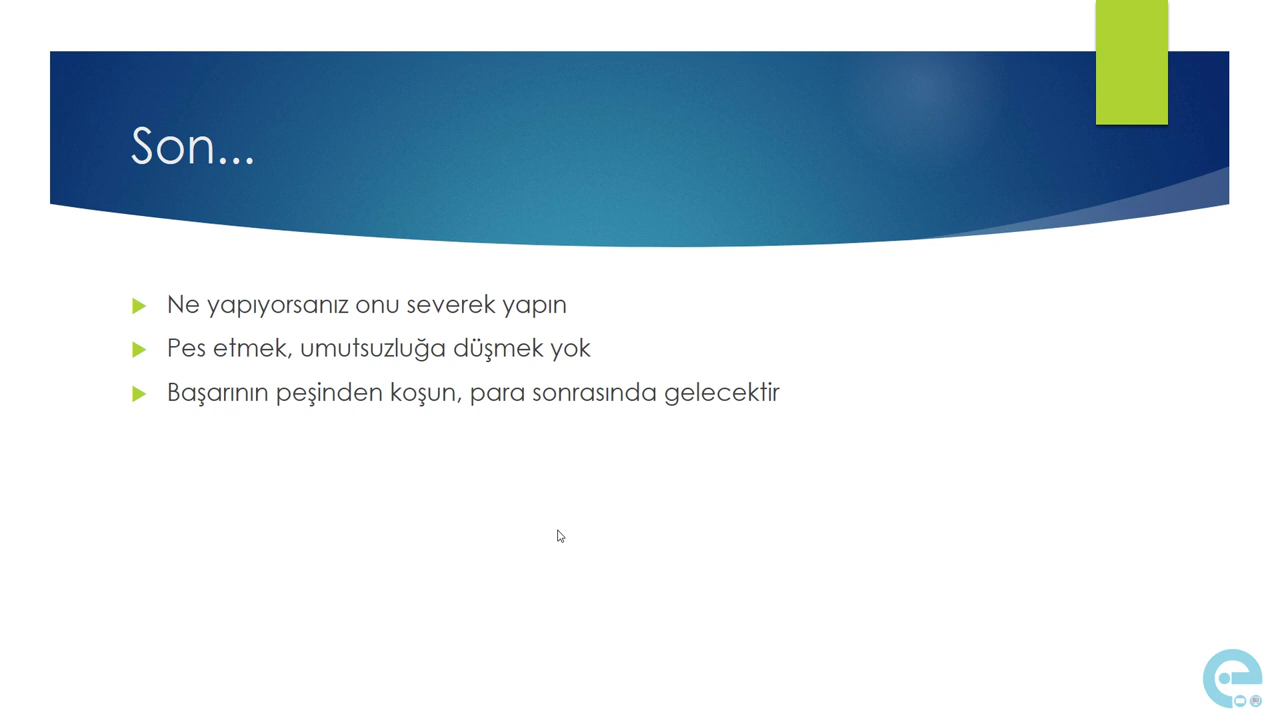 Son...
Ne yapıyorsanız onu severek yapın
Pes etmek, umutsuzluğa düşmek yok
Başarının peşinden koşun, para sonrasında gelecektir